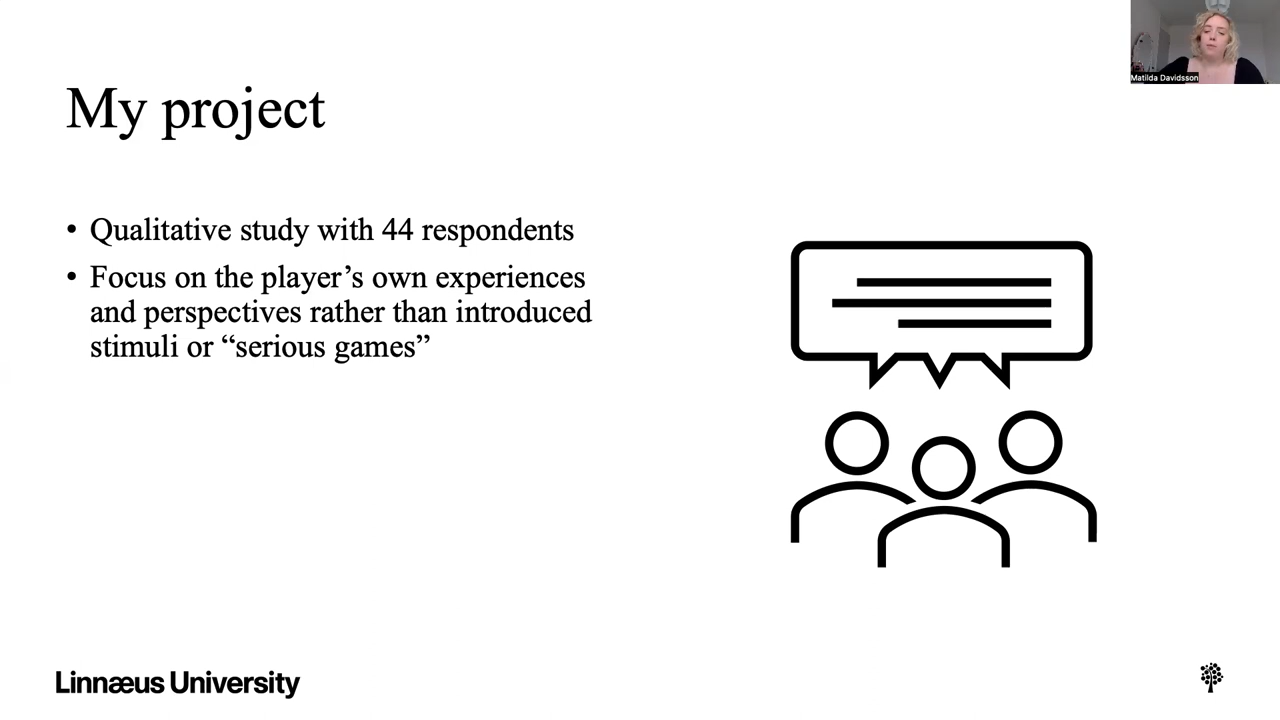 Matilda Davidsson
My project
• Qualitative study with 44 respondents
• Focus on the player’s own experiences
and perspectives rather than introduced
stimuli or “serious games”
Linnæus University